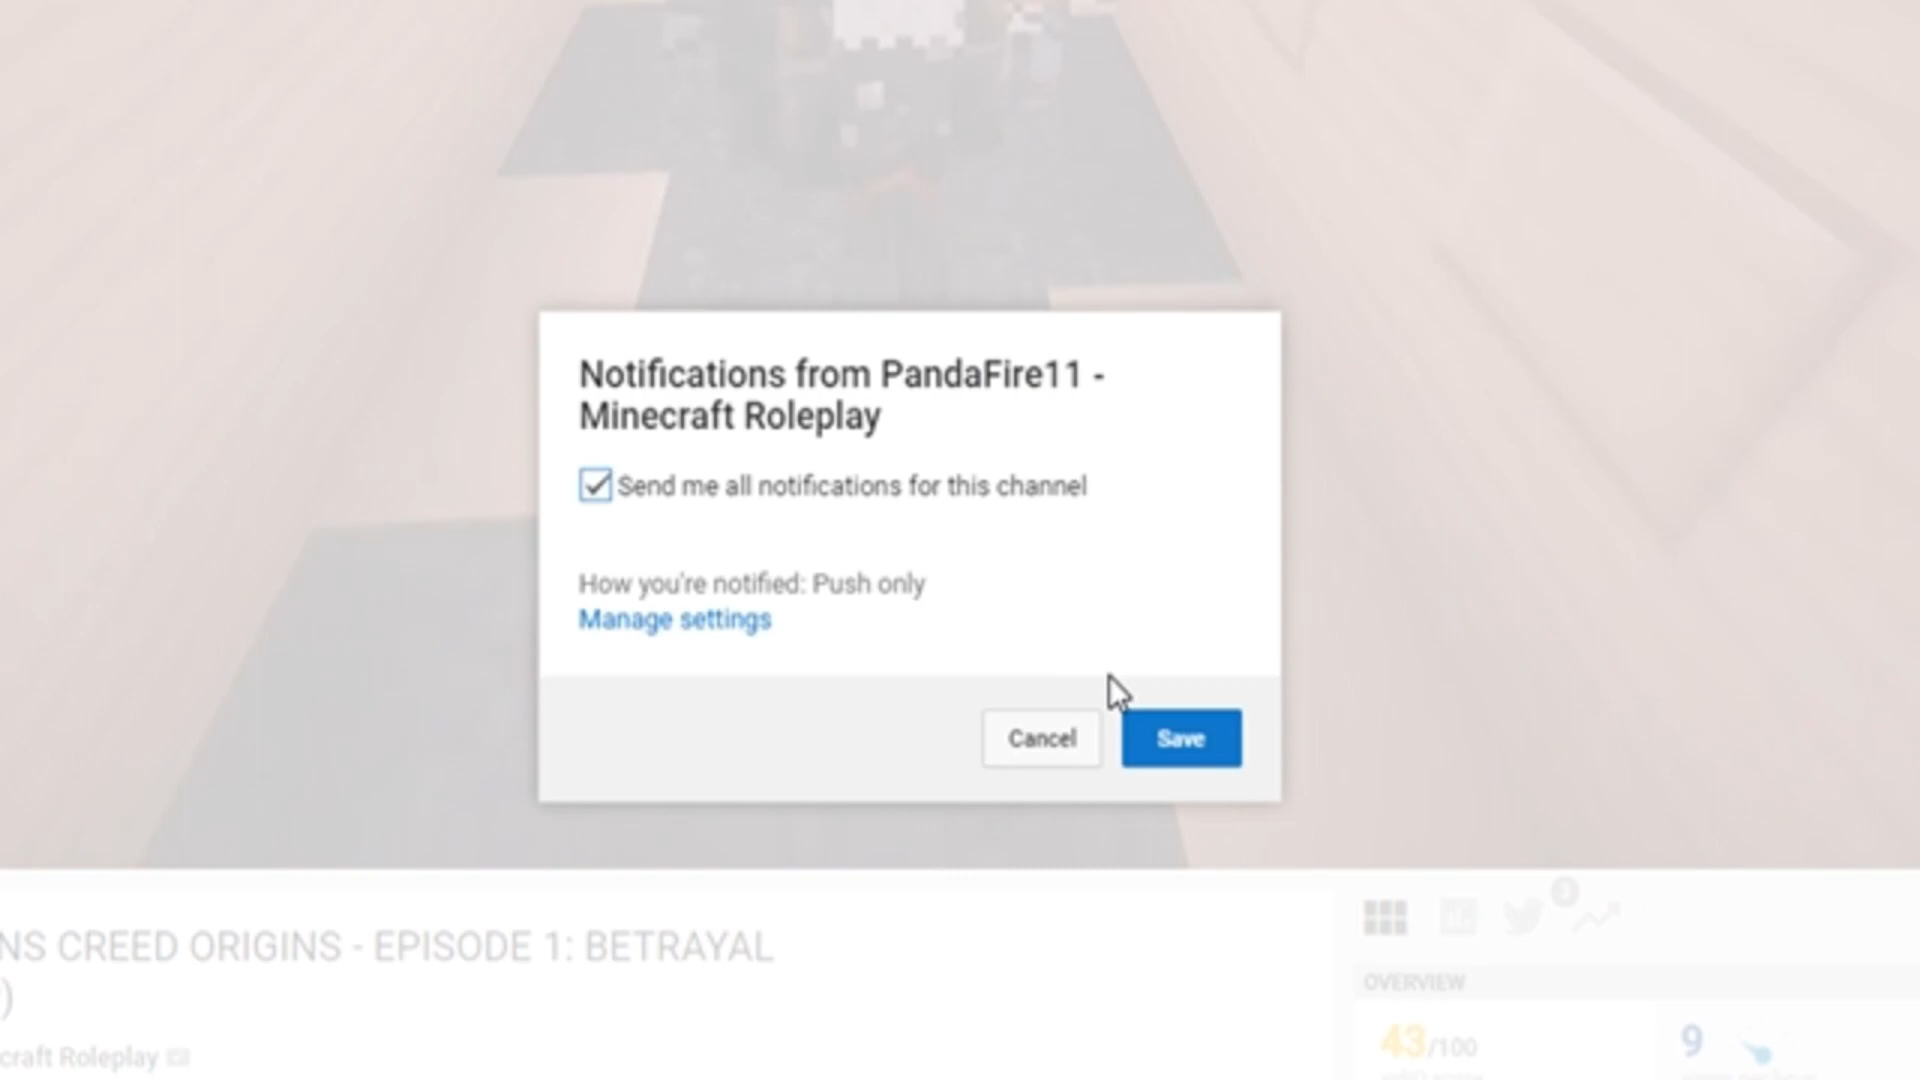 Notifications from PandaFire11 -
Minecraft Roleplay
Send me all notifications for this channel
How you're notified: Push only
Manage settings
Cancel
Save
NS CREED ORIGINS - EPISODE 1: BETRAYAL
)
craft Roleplay
3
OVERVIEW
43/100
9